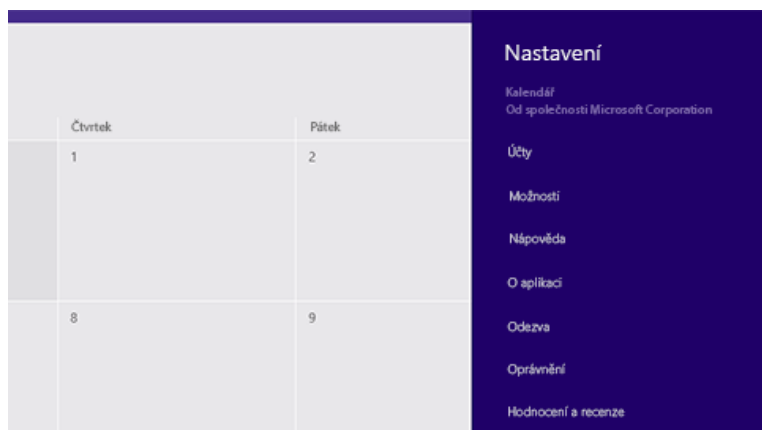 Nastavení
Kalendář
Od společnosti Microsoft Corporation
Čtvrtek Pátek
1 2
Účty
Možnosti
Nápověda
O aplikaci
8 9
Odezva
Oprávnění
Hodnocení a recenze